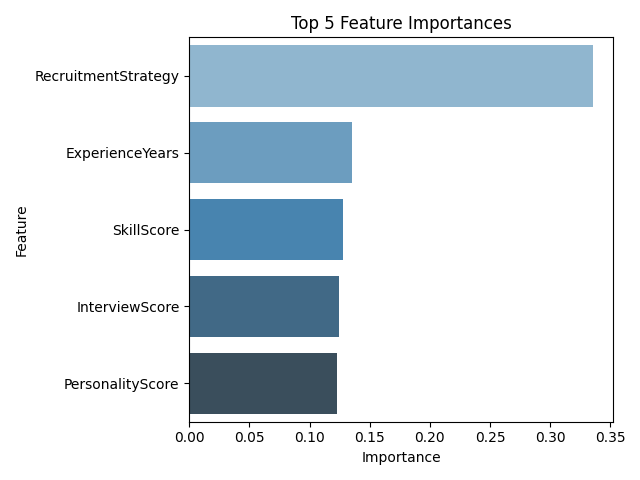 Top 5 Feature Importances
Feature
RecruitmentStrategy
ExperienceYears
SkillScore
InterviewScore
PersonalityScore
0.00 0.05 0.10 0.15 0.20 0.25 0.30 0.35
Importance